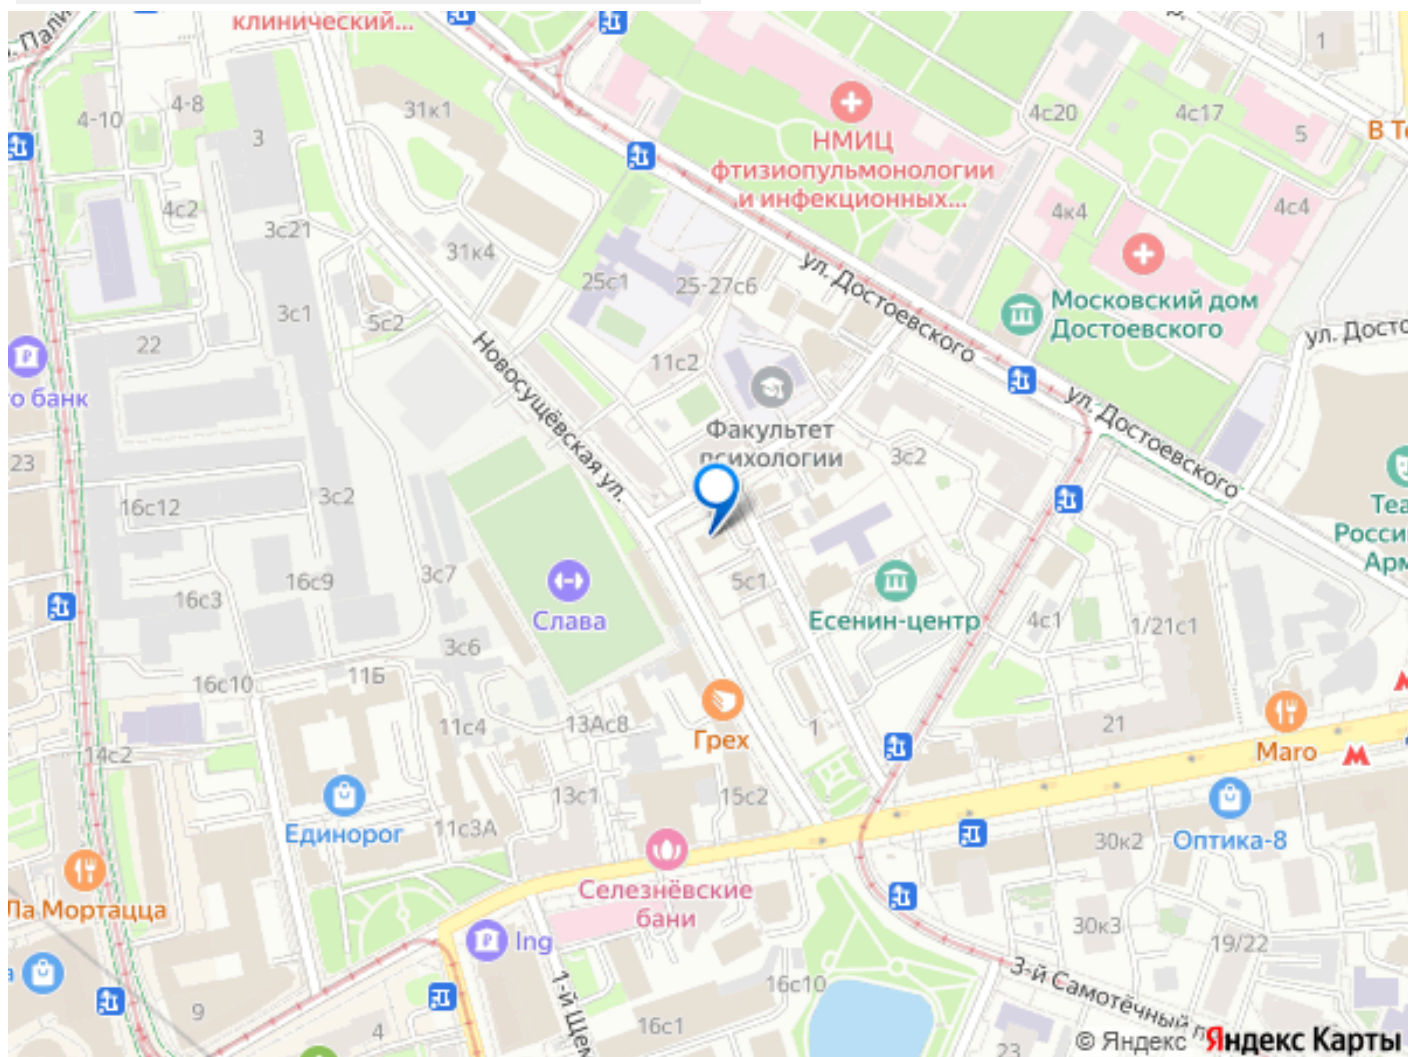 клинический...
. Пали
1
4-8
4-10
31к1
3
4с20
4с17
5
В Те
НМИЦ
фтизиопульмонологии
и инфекционных...
4с2
3с21
4к4
4с4
31к4
25с1
25-27с6
ул. Достоевского
Московский дом
Достоевского
3с1
5с2
22
ул. Досто
Новосущёвская ул.
11с2
о банк
ул. Достоевского
Факультет
психологии
3с2
23
3с2
16с12
Теа
Росси
Арм
16с9
3с7
5с1
16с3
Слава
Есенин-центр
4с1
1/21с1
3с6
11Б
16с10
11с4
13Ас8
Грех
1
21
Maro
14с2
13с1
15с2
Единорог
11с3А
30к2
Оптика-8
Селезнёвские
бани
Ла Мортацца
Ing
30к3
19/22
1-й Щем
3-й Самотёчный п
16с10
9
4
16с1
23
© Яндекс
Яндекс Карты